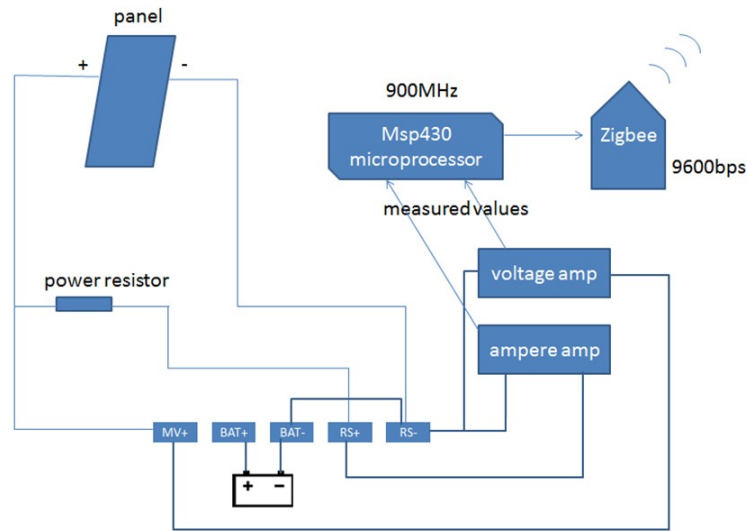 panel
+
-
900MHz
Msp430
microprocessor
Zigbee
9600bps
measured values
voltage amp
power resistor
ampere amp
MV+
BAT+
BAT-
RS+
RS-
+
−